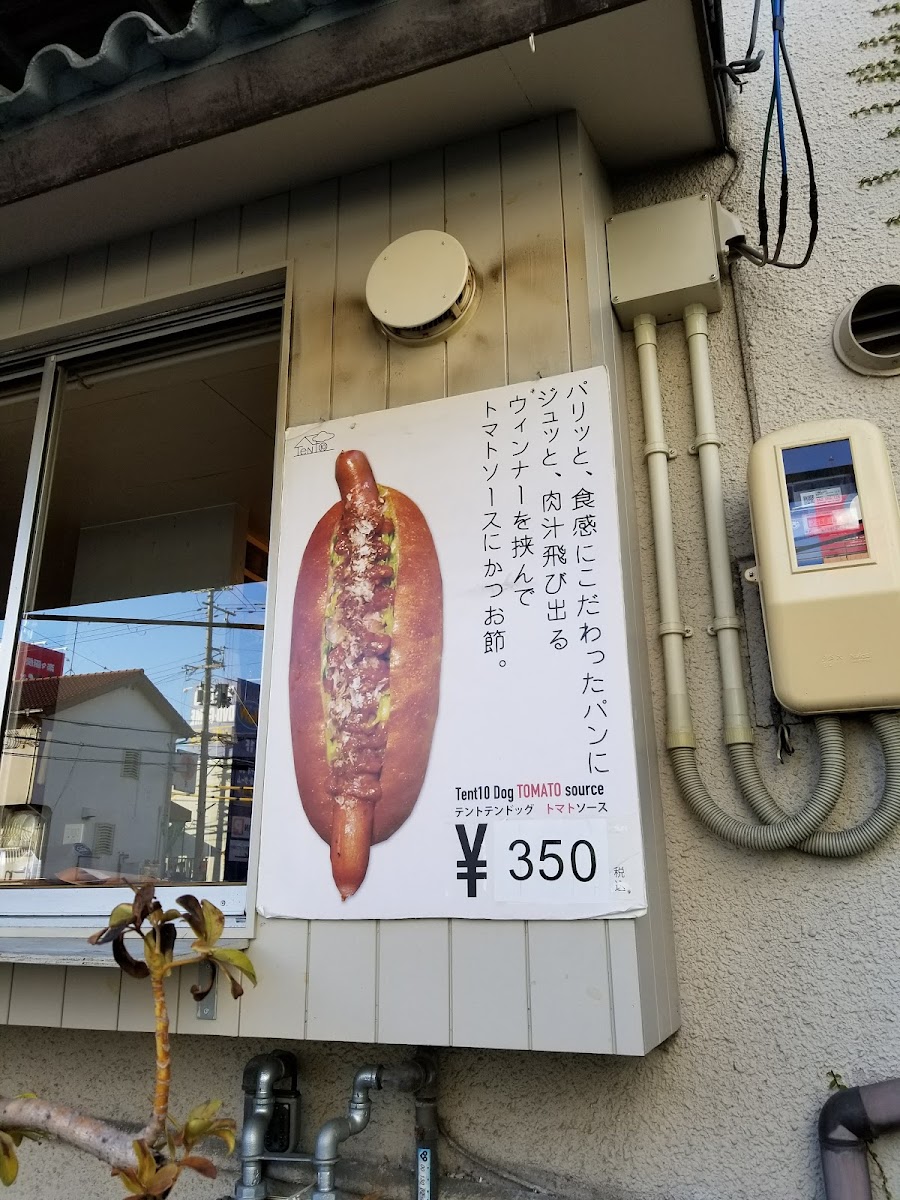 TENT10
パリッと、食感にこだわったパンに
ジュッと、肉汁飛び出る
ウィンナーを挟んで
トマトソースにかつお節。
Tent10 Dog TOMATO source
テントテンドッグ トマトソース
¥ 350 税込。